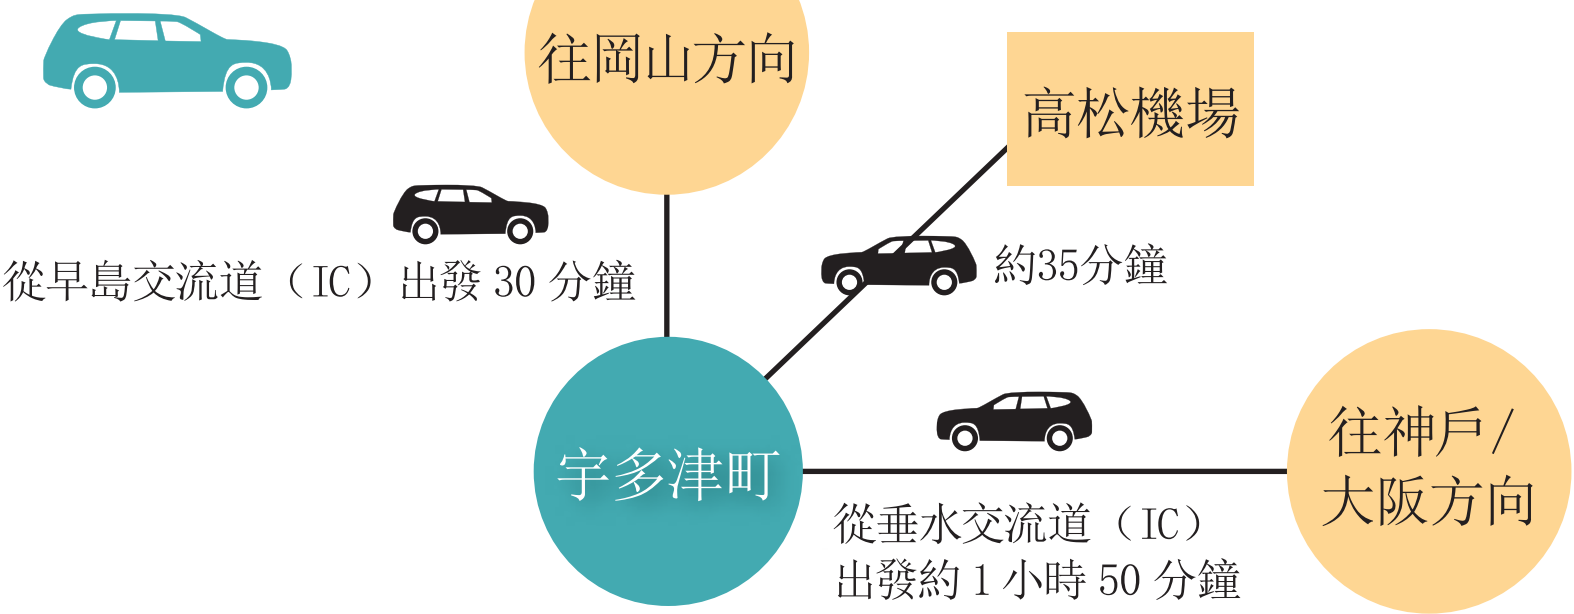 往岡山方向
高松機場
從早島交流道（IC）出發 30 分鐘
約35分鐘
宇多津町
往神戶/
大阪方向
從垂水交流道（IC）
出發約 1 小時 50 分鐘